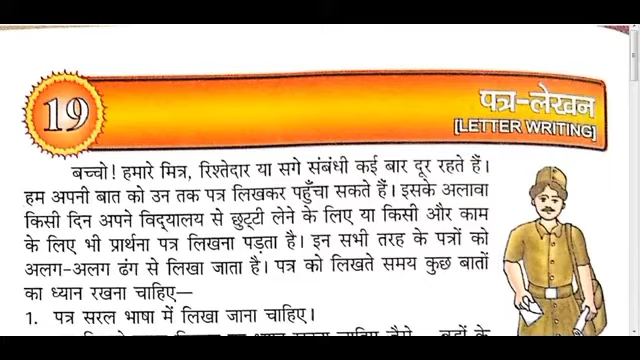 19
पत्र-लेखन
[LETTER WRITING]
बच्चो! हमारे मित्र, रिश्तेदार या सगे संबंधी कई बार दूर रहते हैं।
हम अपनी बात को उन तक पत्र लिखकर पहुँचा सकते हैं। इसके अलावा
किसी दिन अपने विद्यालय से छुट्टी लेने के लिए या किसी और काम
के लिए भी प्रार्थना पत्र लिखना पड़ता है। इन सभी तरह के पत्रों को
अलग-अलग ढंग से लिखा जाता है। पत्र को लिखते समय कुछ बातों
का ध्यान रखना चाहिए—
1. पत्र सरल भाषा में लिखा जाना चाहिए।